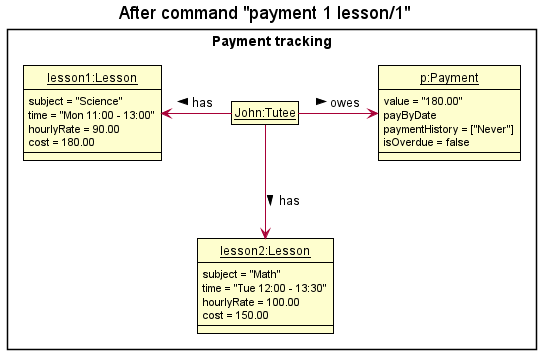 After command "payment 1 lesson/1"
Payment tracking
lesson1:Lesson
subject = "Science"
time = "Mon 11:00 - 13:00"
hourlyRate = 90.00
cost = 180.00
has
John:Tutee
owes
p:Payment
value = "180.00"
payByDate
paymentHistory = ["Never"]
isOverdue = false
has
lesson2:Lesson
subject = "Math"
time = "Tue 12:00 - 13:30"
hourlyRate = 100.00
cost = 150.00